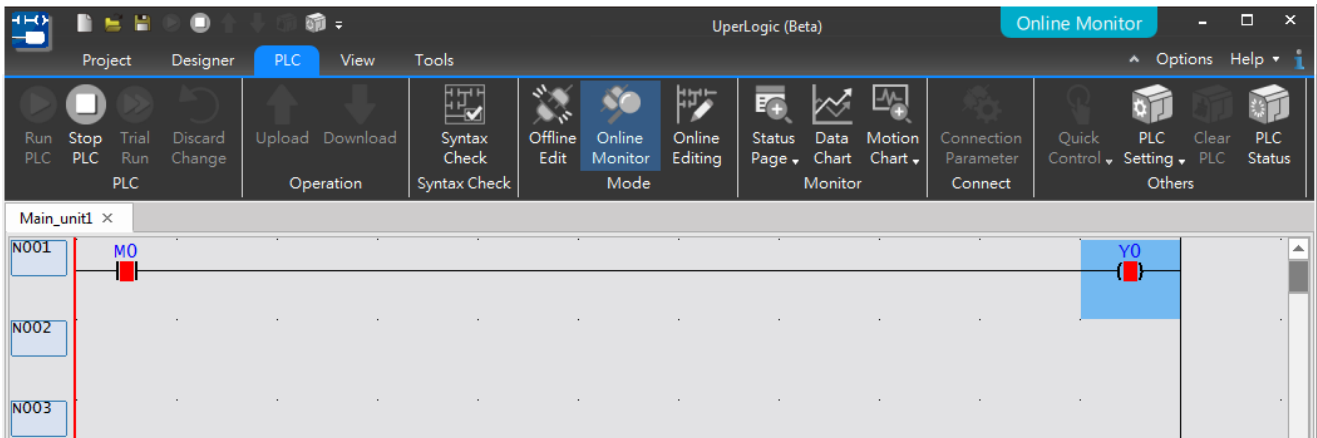 UperLogic (Beta)
Online Monitor
Project Designer PLC View Tools
Options Help
Run PLC
Stop PLC
Trial Run
Discard Change
PLC
Upload Download
Operation
Syntax Check
Syntax Check
Offline Edit
Online Monitor
Online Editing
Mode
Status Page
Data Chart
Motion Chart
Monitor
Connection Parameter
Connect
Quick Control
PLC Setting
Clear PLC
PLC Status
Others
Main_unit1
N001 M0 Y0
N002
N003